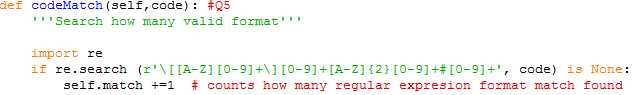 def codeMatch(self,code): #Q5
'''Search how many valid format'''
import re
if re.search (r'\[[A-Z][0-9]+\][0-9]+[A-Z]{2}[0-9]+#[0-9]+', code) is None:
self.match +=1 # counts how many regular expresion format match found